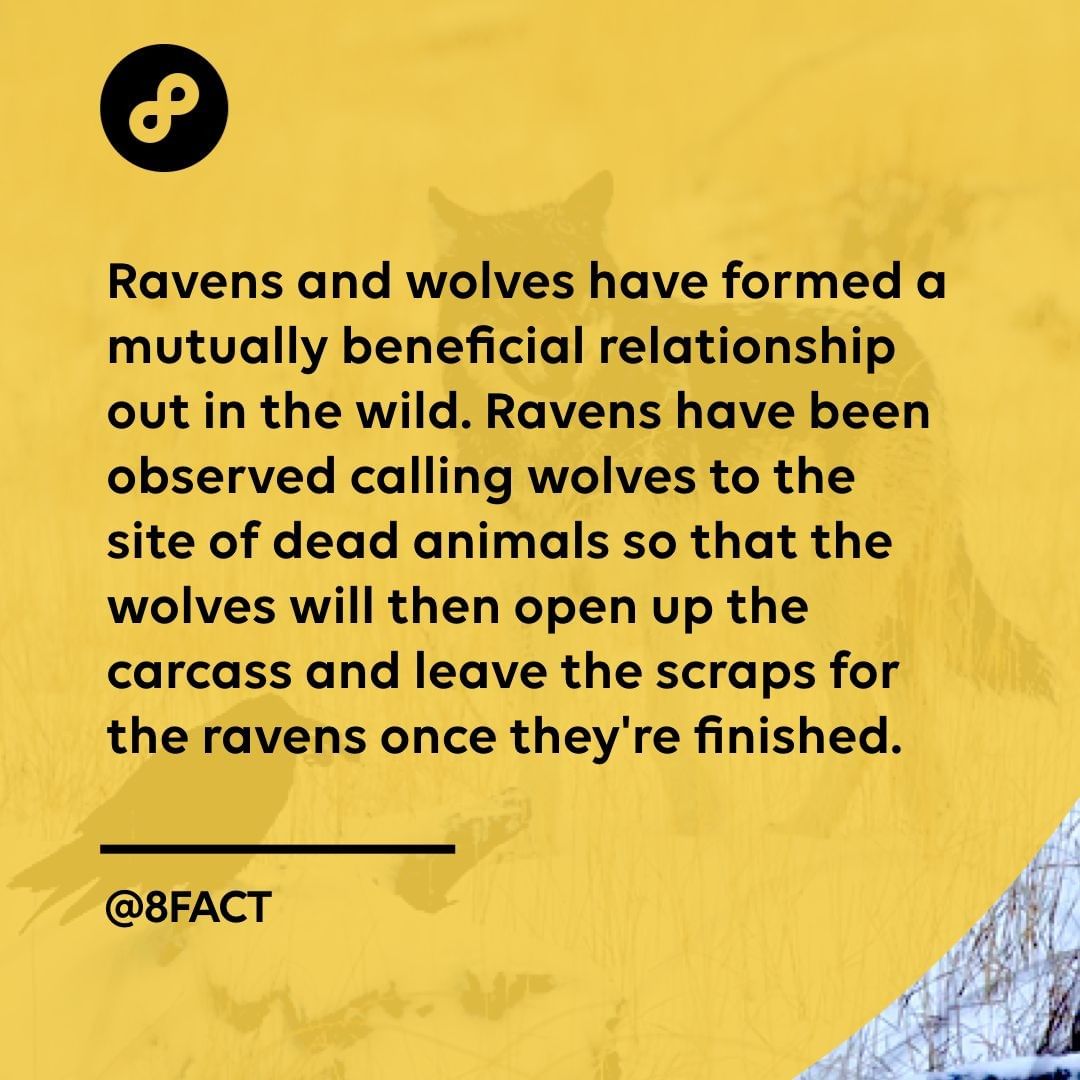 Ravens and wolves have formed a
mutually beneficial relationship
out in the wild. Ravens have been
observed calling wolves to the
site of dead animals so that the
wolves will then open up the
carcass and leave the scraps for
the ravens once they're finished.
@8FACT